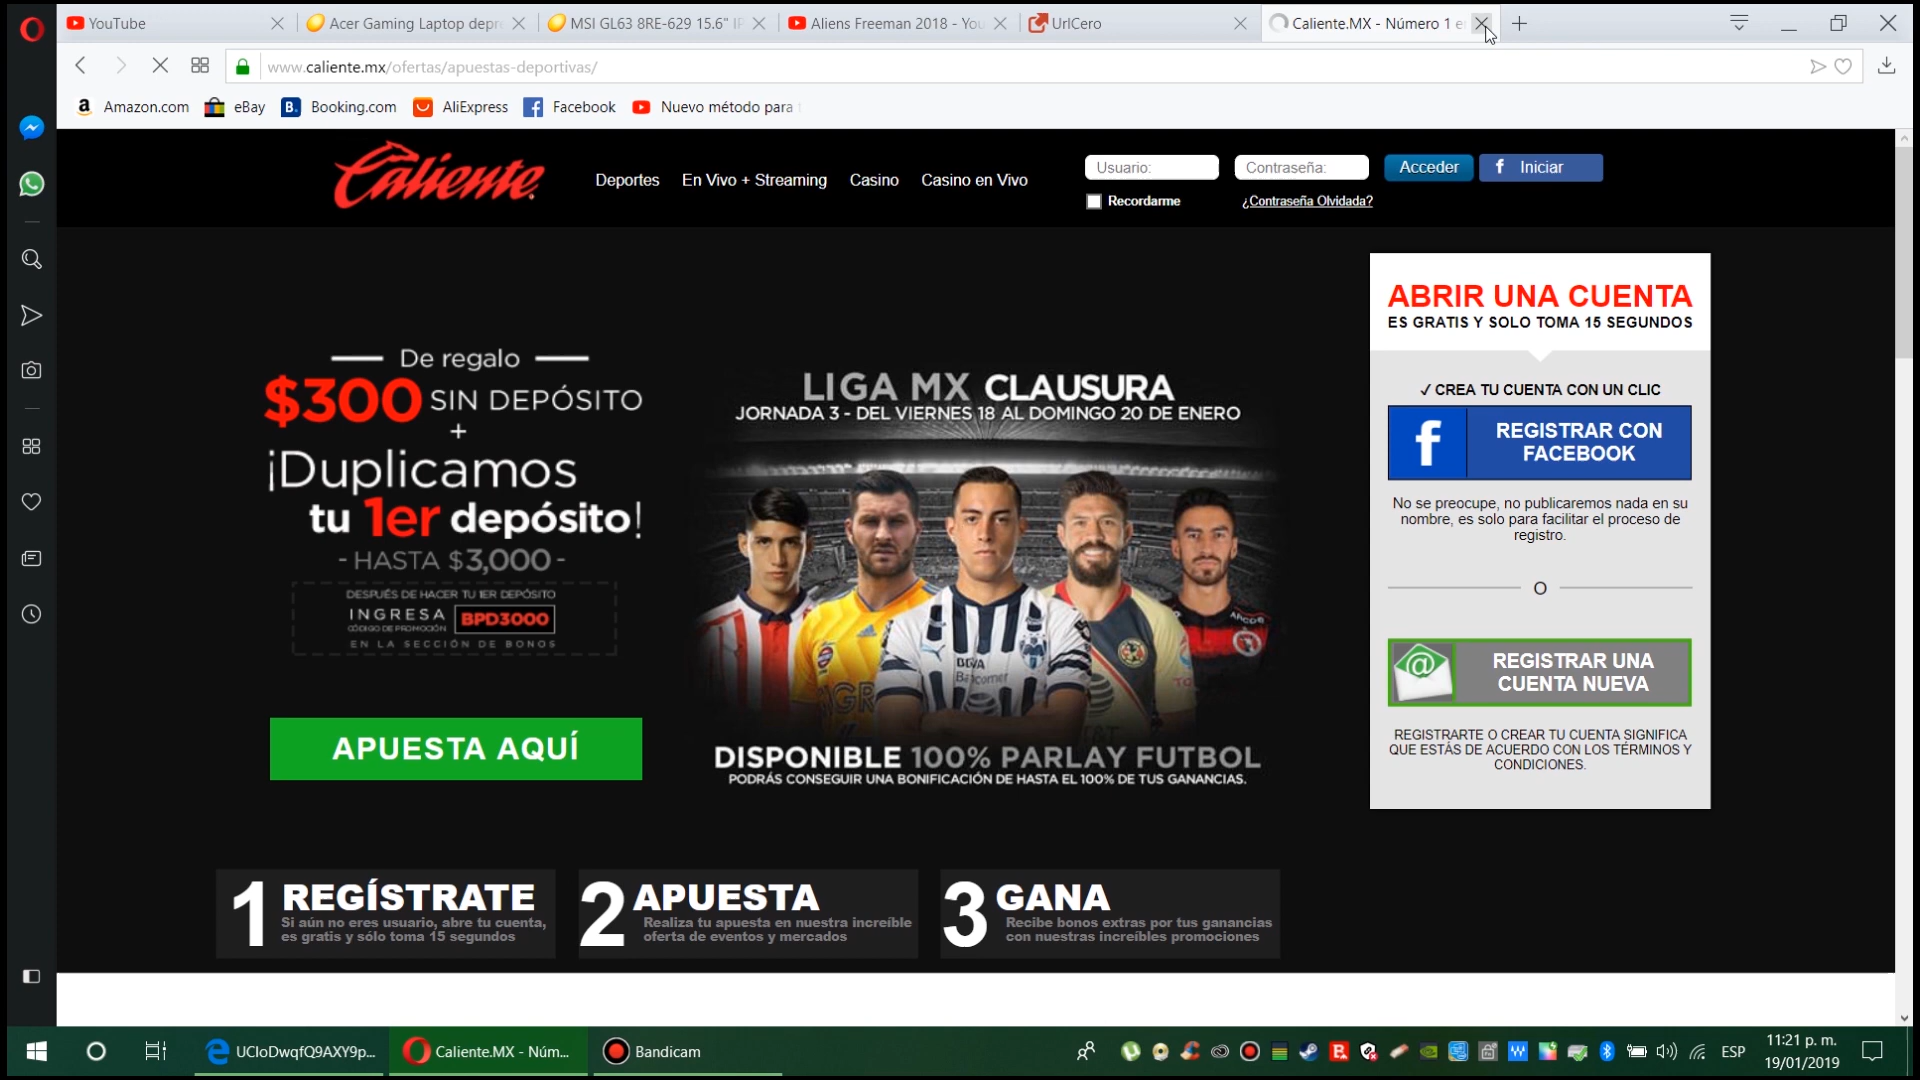 YouTube
Acer Gaming Laptop depr
MSI GL63 8RE-629 15.6" IP
Aliens Freeman 2018 - You
UrlCero
Caliente.MX - Número 1 e
www.caliente.mx/ofertas/apuestas-deportivas/
a Amazon.com
eBay
B. Booking.com
AliExpress
Facebook
Nuevo método para t
Caliente
Deportes
En Vivo + Streaming
Casino
Casino en Vivo
Usuario:
Contraseña:
Acceder
f Iniciar
Recordarme
¿Contraseña Olvidada?
De regalo
$300 SIN DEPÓSITO
+
¡Duplicamos
tu 1er depósito!
- HASTA $3,000 -
DESPUÉS DE HACER TU 1ER DEPÓSITO
INGRESA BPD3000
CÓDIGO DE PROMOCIÓN
EN LA SECCIÓN DE BONOS
APUESTA AQUÍ
LIGA MX CLAUSURA
JORNADA 3 - DEL VIERNES 18 AL DOMINGO 20 DE ENERO
BBVA
Bancomer
DISPONIBLE 100% PARLAY FUTBOL
PODRÁS CONSEGUIR UNA BONIFICACIÓN DE HASTA EL 100% DE TUS GANANCIAS.
ABRIR UNA CUENTA
ES GRATIS Y SOLO TOMA 15 SEGUNDOS
✓ CREA TU CUENTA CON UN CLIC
f REGISTRAR CON
FACEBOOK
No se preocupe, no publicaremos nada en su
nombre, es solo para facilitar el proceso de
registro.
O
@ REGISTRAR UNA
CUENTA NUEVA
REGISTRARTE O CREAR TU CUENTA SIGNIFICA
QUE ESTÁS DE ACUERDO CON LOS TÉRMINOS Y
CONDICIONES.
1 REGÍSTRATE
Si aún no eres usuario, abre tu cuenta,
es gratis y sólo toma 15 segundos
2 APUESTA
Realiza tu apuesta en nuestra increíble
oferta de eventos y mercados
3 GANA
Recibe bonos extras por tus ganancias
con nuestras increíbles promociones
UCIoDwqfQ9AXY9p...
Caliente.MX - Núm...
Bandicam
ESP
11:21 p. m.
19/01/2019